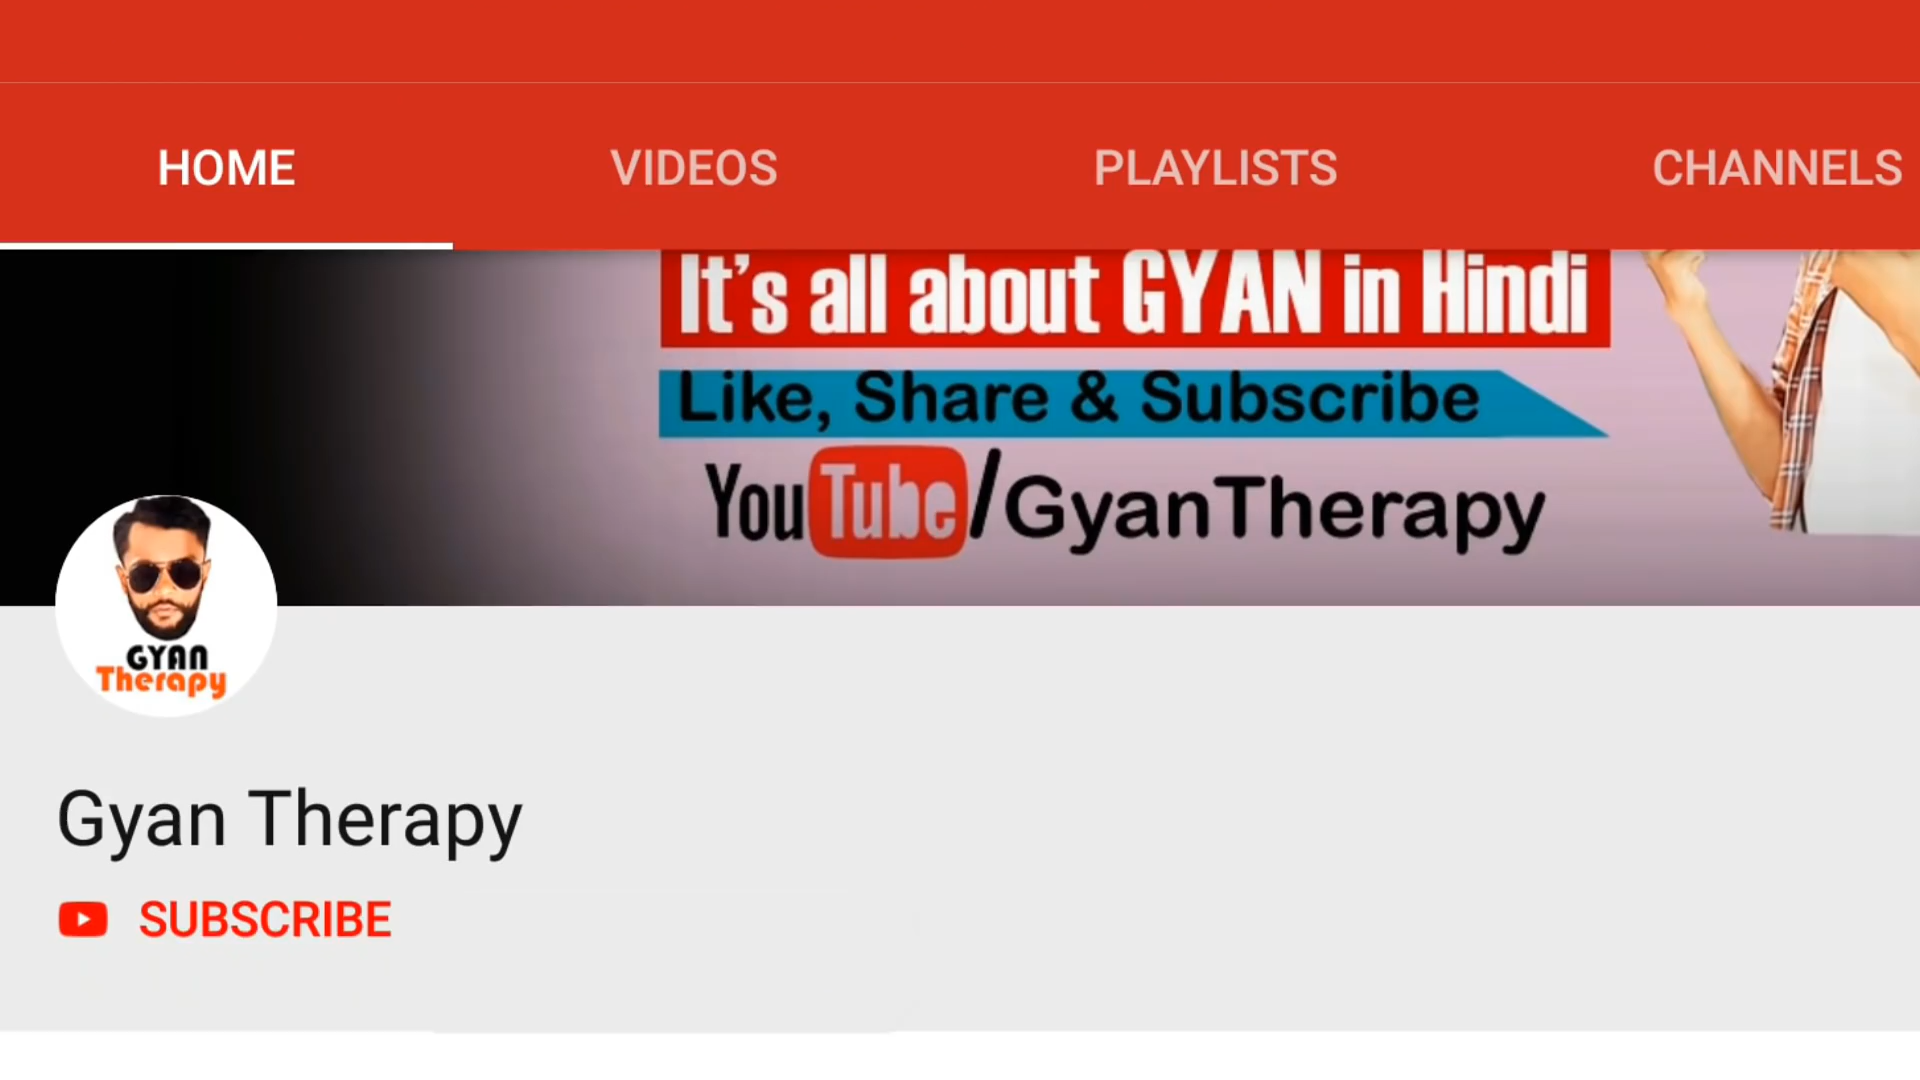 HOME VIDEOS PLAYLISTS CHANNELS
It's all about GYAN in Hindi
Like, Share & Subscribe
YouTube/GyanTherapy
GYAN
Therapy
Gyan Therapy
SUBSCRIBE